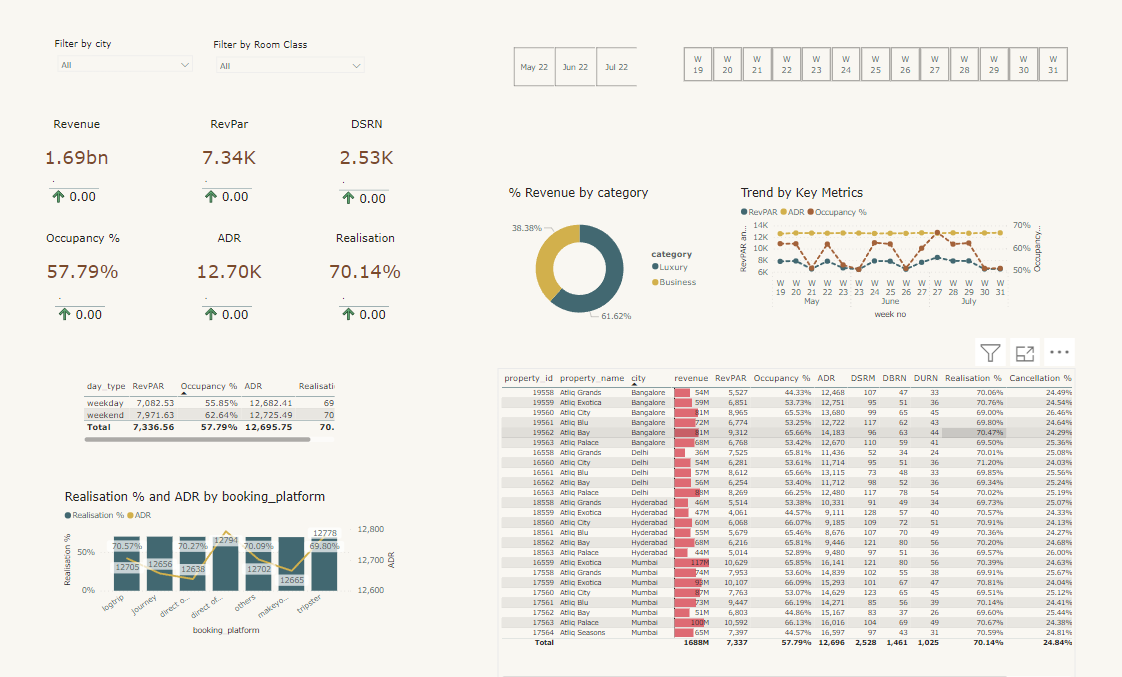 Filter by city
All
Filter by Room Class
All
May 22 Jun 22 Jul 22
W 19 W 20 W 21 W 22 W 23 W 24 W 25 W 26 W 27 W 28 W 29 W 30 W 31
Revenue
1.69bn
0.00
RevPar
7.34K
0.00
DSRN
2.53K
0.00
Occupancy %
57.79%
0.00
ADR
12.70K
0.00
Realisation
70.14%
0.00
% Revenue by category
38.38%
61.62%
category
Luxury
Business
Trend by Key Metrics
RevPAR ADR Occupancy %
RevPAR an...
14K
12K
10K
8K
6K
70%
60%
50%
Occupancy...
W 19 W 20 W 21 W 22 W 23 W 23 W 24 W 25 W 26 W 27 W 27 W 28 W 29 W 30 W 31
May June July
week no
day_type RevPAR Occupancy % ADR Realisati
weekday 7,082.53 55.85% 12,682.41 69
weekend 7,971.63 62.64% 12,725.49 70
Total 7,336.56 57.79% 12,695.75 70.
Realisation % and ADR by booking_platform
Realisation % ADR
Realisation %
50%
0%
12,800
12,700
12,600
ADR
70.57% 70.27% 70.09% 69.80%
12705 12656 12638 12794 12702 12665 12778
logtrip journey direct o... direct of... others makeyo... tripster
booking_platform
property_id property_name city revenue RevPAR Occupancy % ADR DSRM DBRN DURN Realisation % Cancellation %
19558 Atliq Grands Bangalore 54M 5,527 44.33% 12,468 107 47 33 70.06% 24.49%
19559 Atliq Exotica Bangalore 59M 6,851 53.73% 12,751 95 51 36 70.76% 24.54%
19560 Atliq City Bangalore 81M 8,965 65.53% 13,680 99 65 45 69.00% 26.46%
19561 Atliq Blu Bangalore 72M 6,774 53.25% 12,722 117 62 43 69.80% 24.64%
19562 Atliq Bay Bangalore 81M 9,312 65.66% 14,183 95 63 44 70.47% 24.29%
19563 Atliq Palace Bangalore 68M 6,768 53.42% 12,670 110 59 41 69.50% 25.36%
16558 Atliq Grands Delhi 36M 7,525 65.81% 11,436 52 34 24 70.01% 25.08%
16560 Atliq City Delhi 54M 6,281 53.61% 11,714 95 51 36 71.20% 24.03%
16561 Atliq Blu Delhi 57M 8,612 65.66% 13,115 73 48 33 69.85% 25.56%
16562 Atliq Bay Delhi 56M 6,254 53.40% 11,712 98 52 36 69.34% 25.24%
16563 Atliq Palace Delhi 88M 8,269 66.25% 12,480 117 78 54 70.02% 25.19%
18558 Atliq Grands Hyderabad 46M 5,514 53.38% 10,331 91 49 34 69.73% 25.07%
18559 Atliq Exotica Hyderabad 47M 4,061 44.57% 9,111 128 57 40 70.57% 24.33%
18560 Atliq City Hyderabad 60M 6,068 66.07% 9,185 109 72 51 70.91% 24.13%
18561 Atliq Blu Hyderabad 55M 5,679 65.46% 8,676 107 70 49 70.36% 24.27%
18562 Atliq Bay Hyderabad 68M 6,216 65.81% 9,446 121 80 56 70.20% 24.68%
18563 Atliq Palace Hyderabad 44M 5,014 52.89% 9,480 97 51 36 69.57% 26.00%
16559 Atliq Exotica Mumbai 117M 10,629 65.85% 16,141 121 80 56 70.39% 24.63%
17558 Atliq Grands Mumbai 74M 7,953 53.60% 14,839 102 55 38 69.91% 25.67%
17559 Atliq Exotica Mumbai 93M 10,107 66.09% 15,293 101 67 47 70.81% 24.04%
17560 Atliq City Mumbai 87M 7,763 53.07% 14,629 123 65 45 69.51% 25.12%
17561 Atliq Blu Mumbai 73M 9,447 66.19% 14,271 85 56 39 70.14% 24.41%
17562 Atliq Bay Mumbai 51M 6,803 44.86% 15,167 83 37 26 69.60% 25.44%
17563 Atliq Palace Mumbai 100M 10,592 66.13% 16,016 104 69 49 70.67% 24.38%
17564 Atliq Seasons Mumbai 65M 7,397 44.57% 16,597 97 43 31 70.59% 24.81%
Total 1688M 7,337 57.79% 12,696 2,528 1,461 1,025 70.14% 24.84%